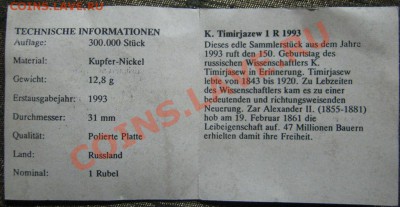 COINS.LAVE.RU
TECHNISCHE INFORMATIONEN
Auflage: 300.000 Stück
Material: Kupfer-Nickel
Gewicht: 12,8 g
Erstausgabejahr: 1993
Durchmesser: 31 mm
Qualität: Polierte Platte
Land: Russland
Nominal: 1 Rubel
K. Timirjazew 1 R 1993
Dieses edle Sammlerstück aus dem Jahre
1993 ruft den 150. Geburtstag des
russischen Wissenschaftlers K.
Timirjazew in Erinnerung. Timirjasew
lebte von 1843 bis 1920. Zu Lebzeiten
des Wissenschaftlers kam es zu einer
bedeutenden und richtungsweisenden
Neuerung. Zar Alexander II. (1855-1881)
hob am 19. Februar 1861 die
Leibeigenschaft auf. 47 Millionen Bauern
erhielten damit ihre Freiheit.